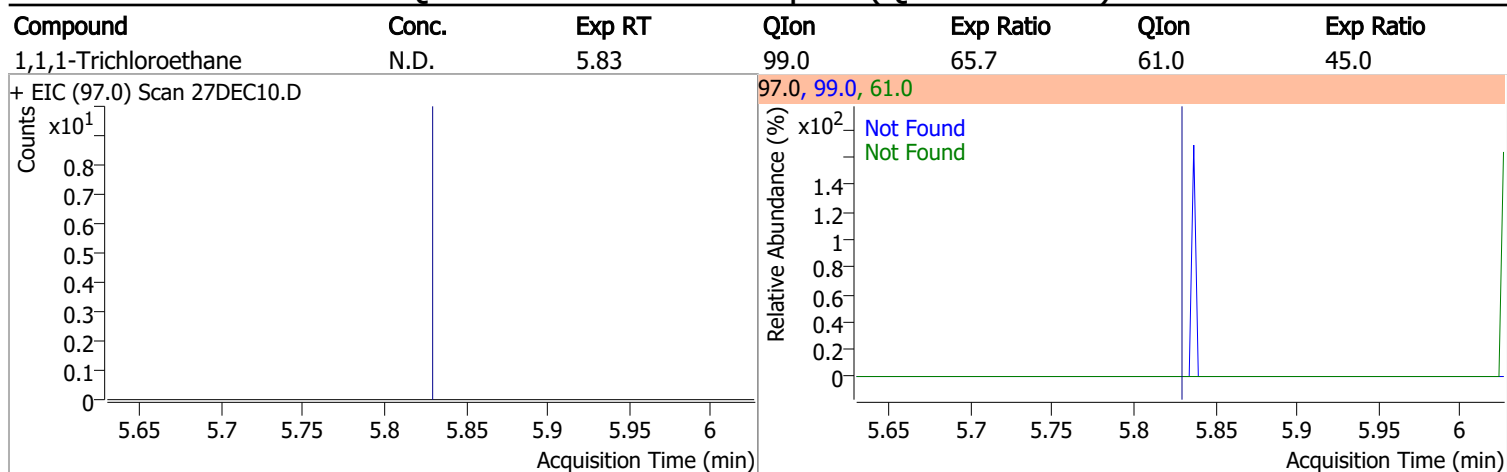 Compound Conc. Exp RT QIon Exp Ratio QIon Exp Ratio
1,1,1-Trichloroethane N.D. 5.83 99.0 65.7 61.0 45.0
+ EIC (97.0) Scan 27DEC10.D
Counts
x10¹
0.8
0.7
0.6
0.5
0.4
0.3
0.2
0.1
0
5.65 5.7 5.75 5.8 5.85 5.9 5.95 6
Acquisition Time (min)
97.0, 99.0, 61.0
Relative Abundance (%)
x10²
Not Found
Not Found
1.4
1.2
1
0.8
0.6
0.4
0.2
0
5.65 5.7 5.75 5.8 5.85 5.9 5.95 6
Acquisition Time (min)